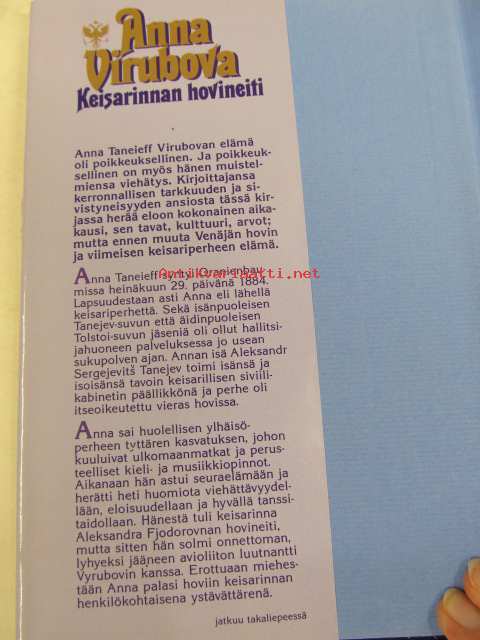 Anna
Virubova
Keisarinnan hovineiti
Anna Taneieff Virubovan elämä
oli poikkeuksellinen. Ja poikkeuk-
sellinen on myös hänen muistel-
miensa viehätys. Kirjoittajansa
kerronnallisen tarkkuuden ja si-
vistyneisyyden ansiosta tässä kir-
jassa herää eloon kokonainen aika-
kausi, sen tavat, kulttuuri, arvot;
mutta ennen muuta Venäjän hovin
ja viimeisen keisariperheen elämä.
Antikvariaatti.net
Anna Taneieff syntyi Oranienbau-
missa heinäkuun 29. päivänä 1884.
Lapsuudestaan asti Anna eli lähellä
keisariperhettä. Sekä isänpuoleisen
Tanejev-suvun että äidinpuoleisen
Tolstoi-suvun jäseniä oli ollut hallitsi-
jahuoneen palveluksessa jo usean
sukupolven ajan. Annan isä Aleksandr
Sergejevitš Tanejev toimi isänsä ja
isoisänsä tavoin keisarillisen siviili-
kabinetin päällikkönä ja perhe oli
itseoikeutettu vieras hovissa.
Anna sai huolellisen ylhäisö-
perheen tyttären kasvatuksen, johon
kuuluivat ulkomaanmatkat ja perus-
teelliset kieli- ja musiikkiopinnot.
Aikanaan hän astui seuraelämään ja
herätti heti huomiota viehättävyydel-
lään, eloisuudellaan ja hyvällä tanssi-
taidollaan. Hänestä tuli keisarinna
Aleksandra Fjodorovnan hovineiti,
mutta sitten hän solmi onnettoman,
lyhyeksi jääneen avioliiton luutnantti
Vyrubovin kanssa. Erottuaan miehes-
tään Anna palasi hoviin keisarinnan
henkilökohtaisena ystävättärenä.
jatkuu takaliepeessä